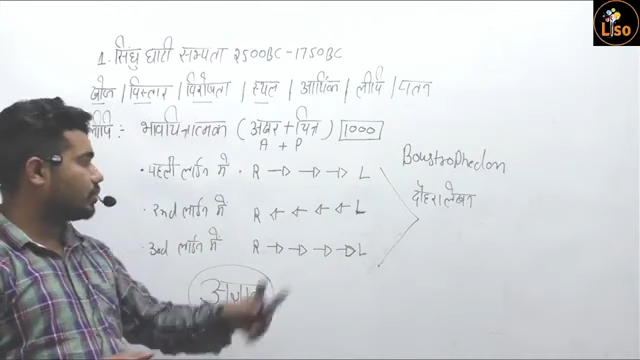 Liso
1. सिंधु घाटी सभ्यता 2500BC-1750BC
खोज | विस्तार | विशेषता | स्थल | आर्थिक | लीपि | पतन
लीपि :- भावचित्रात्मक (अक्षर + चित्र) 1000
A + P
• पहली लाईन में • R → → → → L
2nd लाईन में R ← ← ← ← L
3rd लाईन में R → → → → L
Boustrophedon
दोहरा लेखन